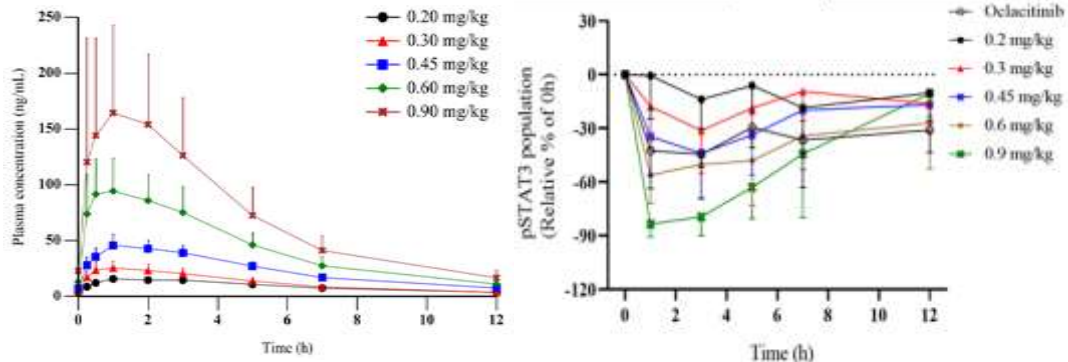 250
200
150
100
50
0
Plasma concentration (ng/mL)
0 2 4 6 8 10 12
Time (h)
0.20 mg/kg
0.30 mg/kg
0.45 mg/kg
0.60 mg/kg
0.90 mg/kg
30
0
-30
-60
-90
-120
pSTAT3 population
(Relative % of 0h)
0 2 4 6 8 10 12
Time (h)
Oclacitinib
0.2 mg/kg
0.3 mg/kg
0.45 mg/kg
0.6 mg/kg
0.9 mg/kg